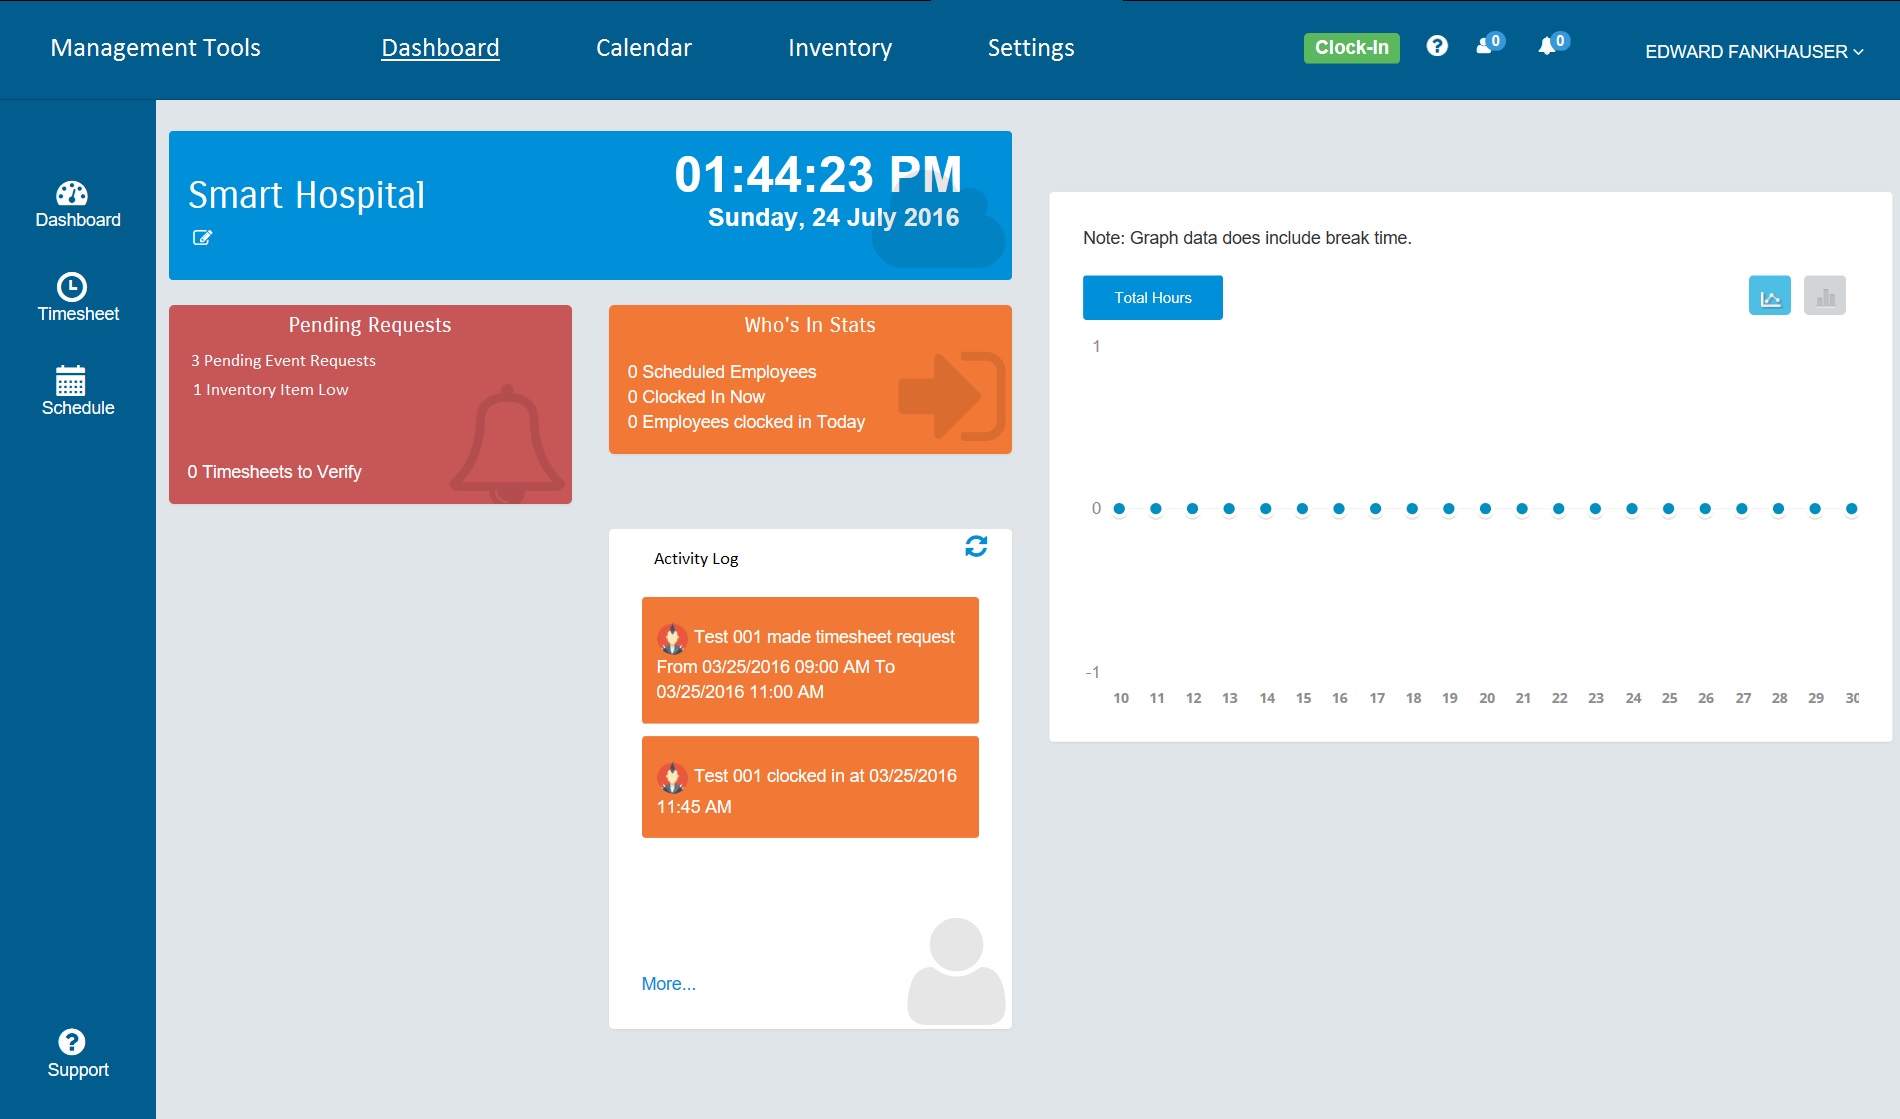 Management Tools
Dashboard
Calendar
Inventory
Settings
Clock-In
0
0
EDWARD FANKHAUSER
Dashboard
Timesheet
Schedule
Support
Smart Hospital
01:44:23 PM
Sunday, 24 July 2016
Pending Requests
3 Pending Event Requests
1 Inventory Item Low
0 Timesheets to Verify
Who's In Stats
0 Scheduled Employees
0 Clocked In Now
0 Employees clocked in Today
Activity Log
Test 001 made timesheet request
From 03/25/2016 09:00 AM To
03/25/2016 11:00 AM
Test 001 clocked in at 03/25/2016
11:45 AM
More...
Note: Graph data does include break time.
Total Hours
1
0
-1
10 11 12 13 14 15 16 17 18 19 20 21 22 23 24 25 26 27 28 29 30